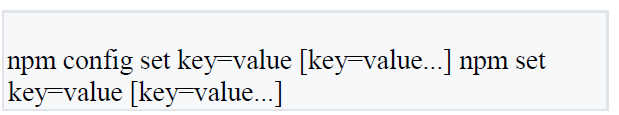 npm config set key=value [key=value...] npm set
key=value [key=value...]